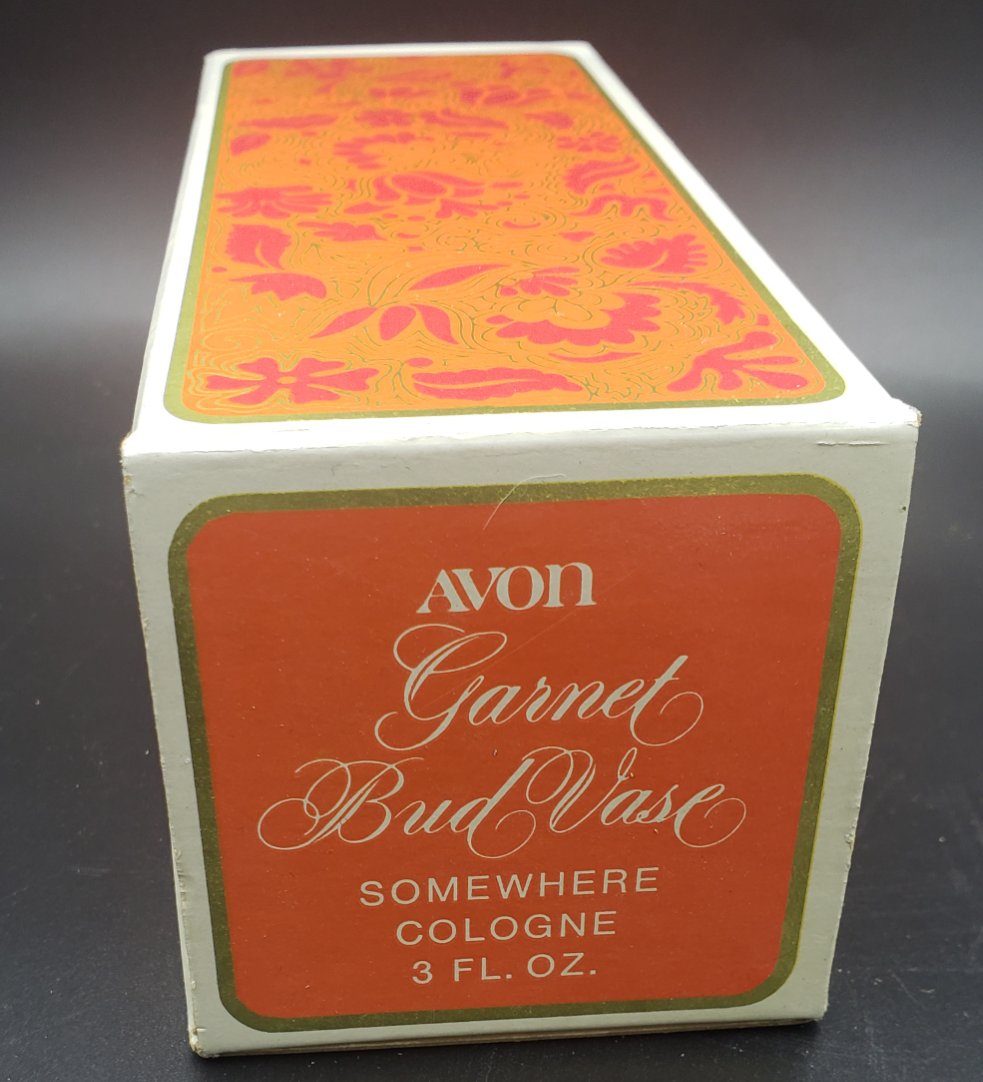 AVON
Garnet
Bud Vase
SOMEWHERE
COLOGNE
3 FL. OZ.